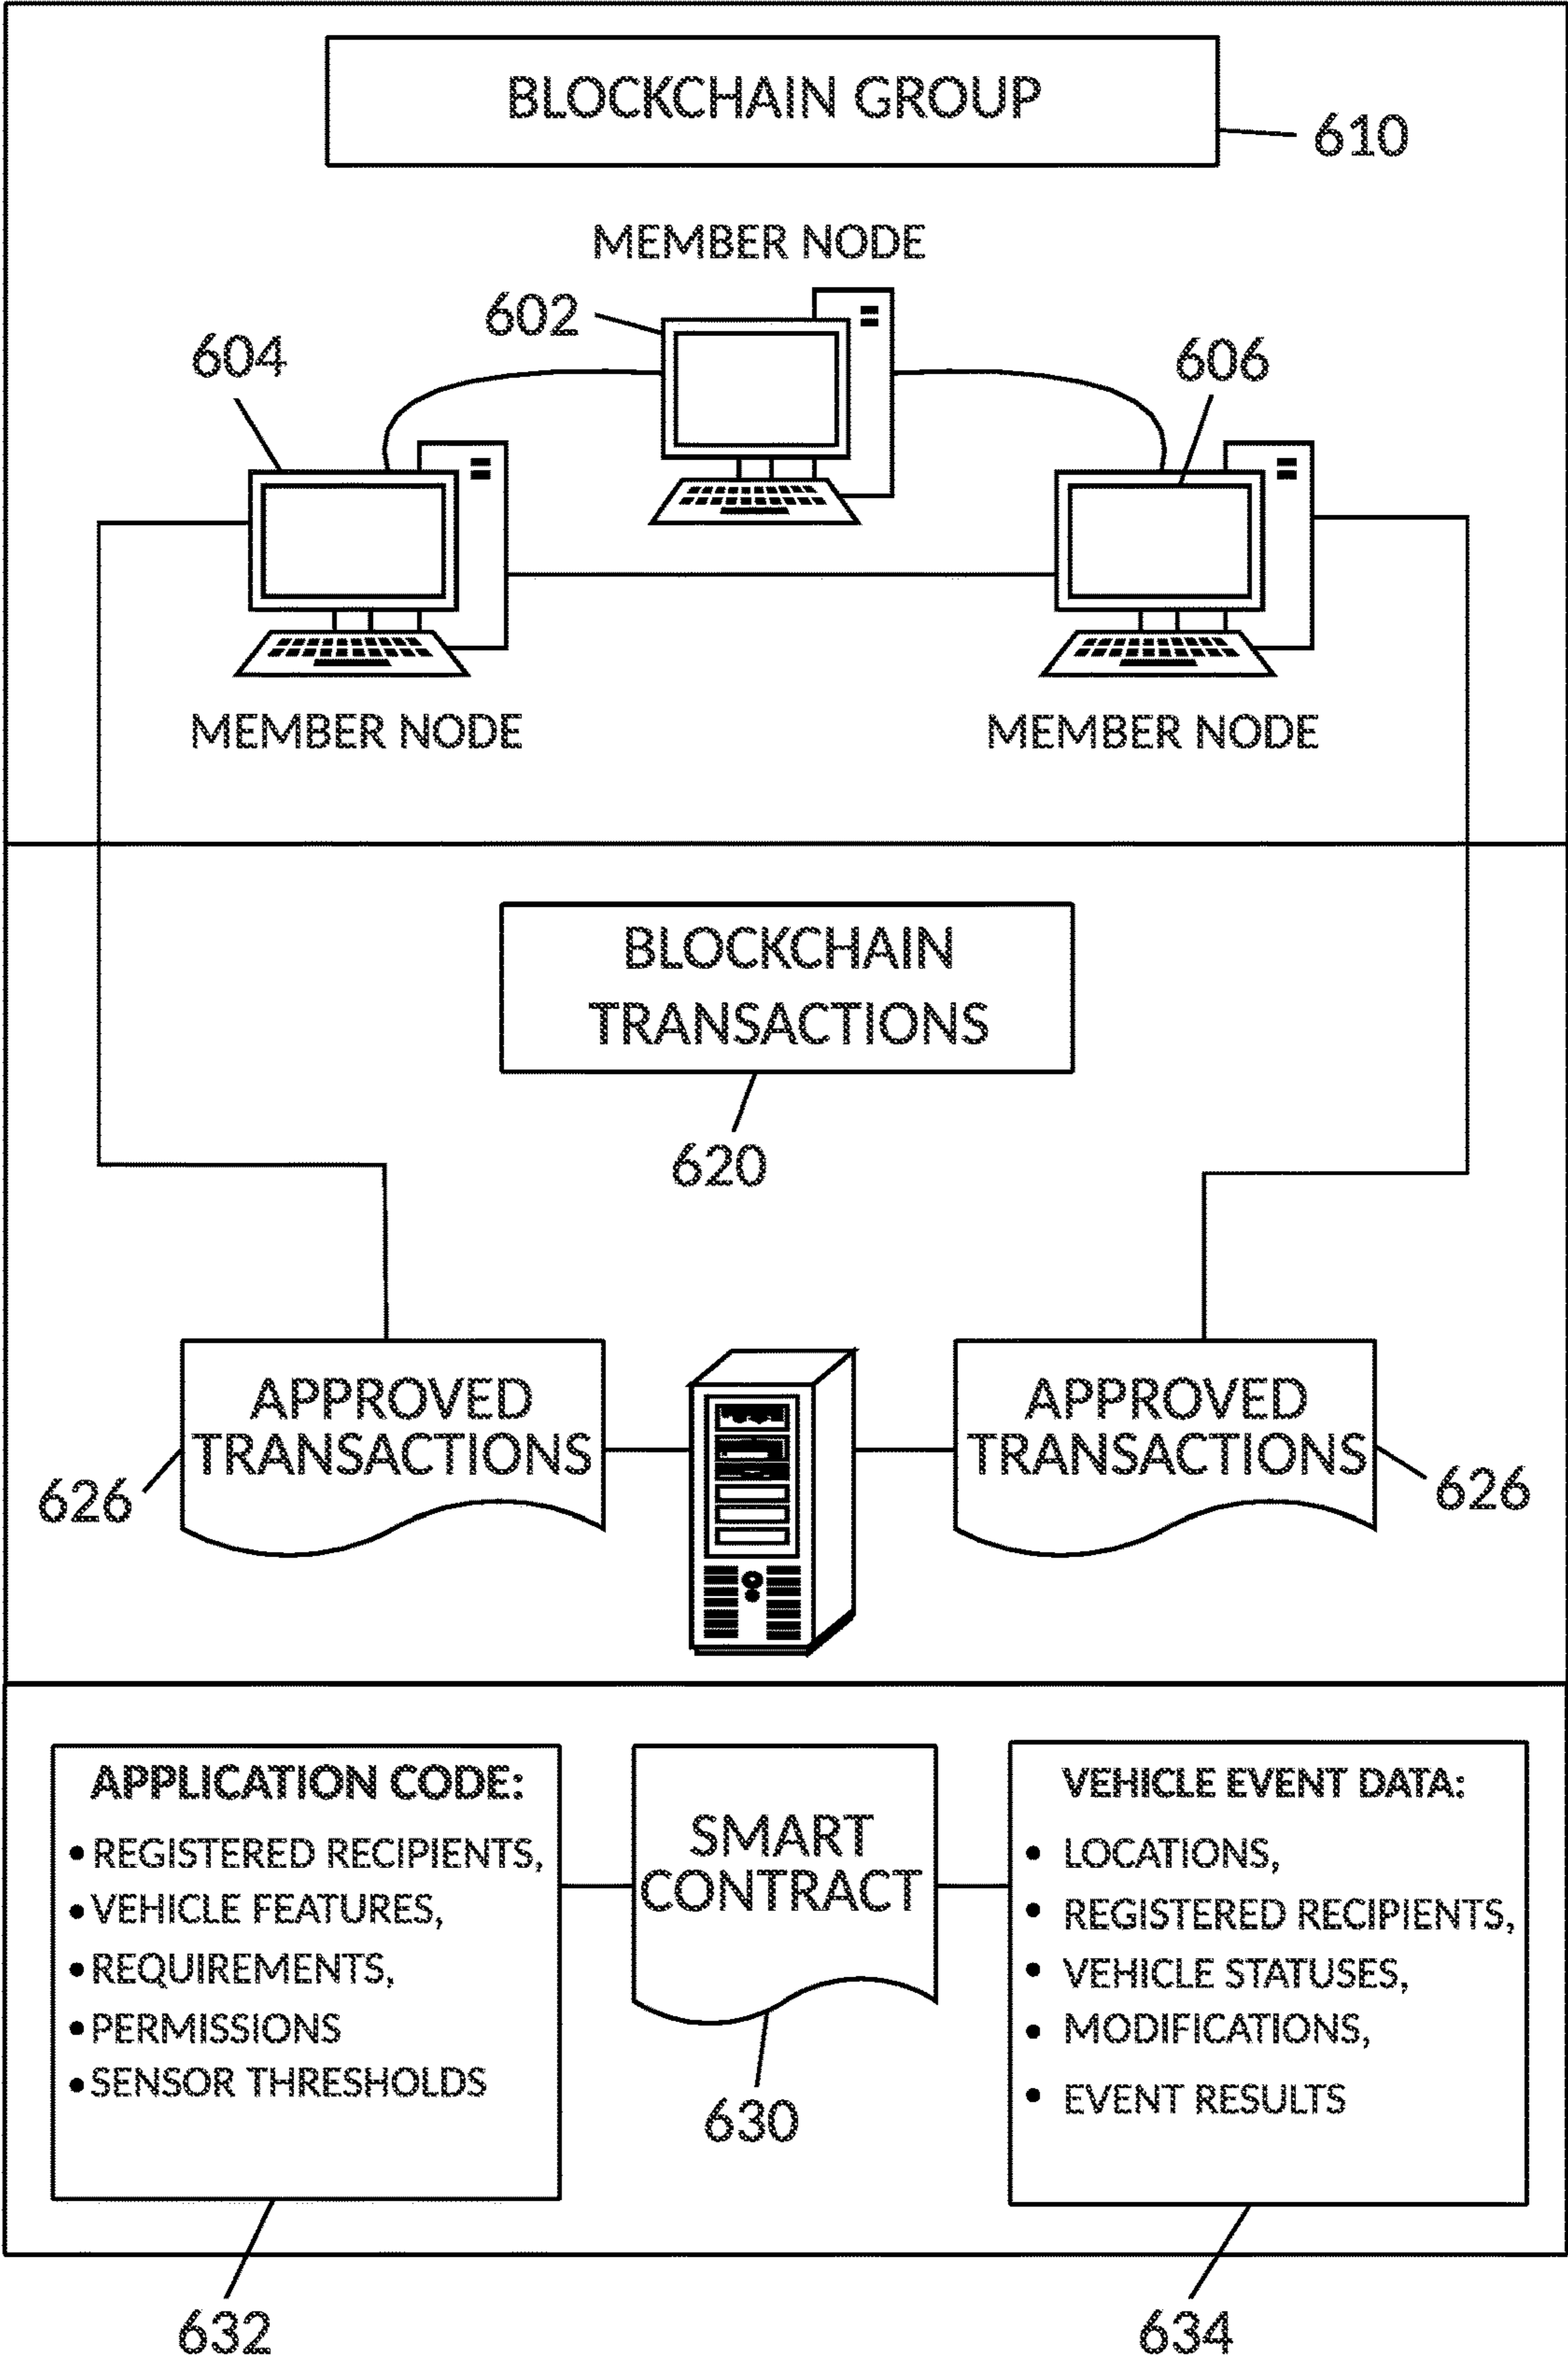 BLOCKCHAIN GROUP
610
MEMBER NODE
602
604
606
MEMBER NODE
MEMBER NODE
BLOCKCHAIN
TRANSACTIONS
620
APPROVED
TRANSACTIONS
626
APPROVED
TRANSACTIONS
626
APPLICATION CODE:
• REGISTERED RECIPIENTS,
• VEHICLE FEATURES,
• REQUIREMENTS,
• PERMISSIONS
• SENSOR THRESHOLDS
632
SMART
CONTRACT
630
VEHICLE EVENT DATA:
• LOCATIONS,
• REGISTERED RECIPIENTS,
• VEHICLE STATUSES,
• MODIFICATIONS,
• EVENT RESULTS
634